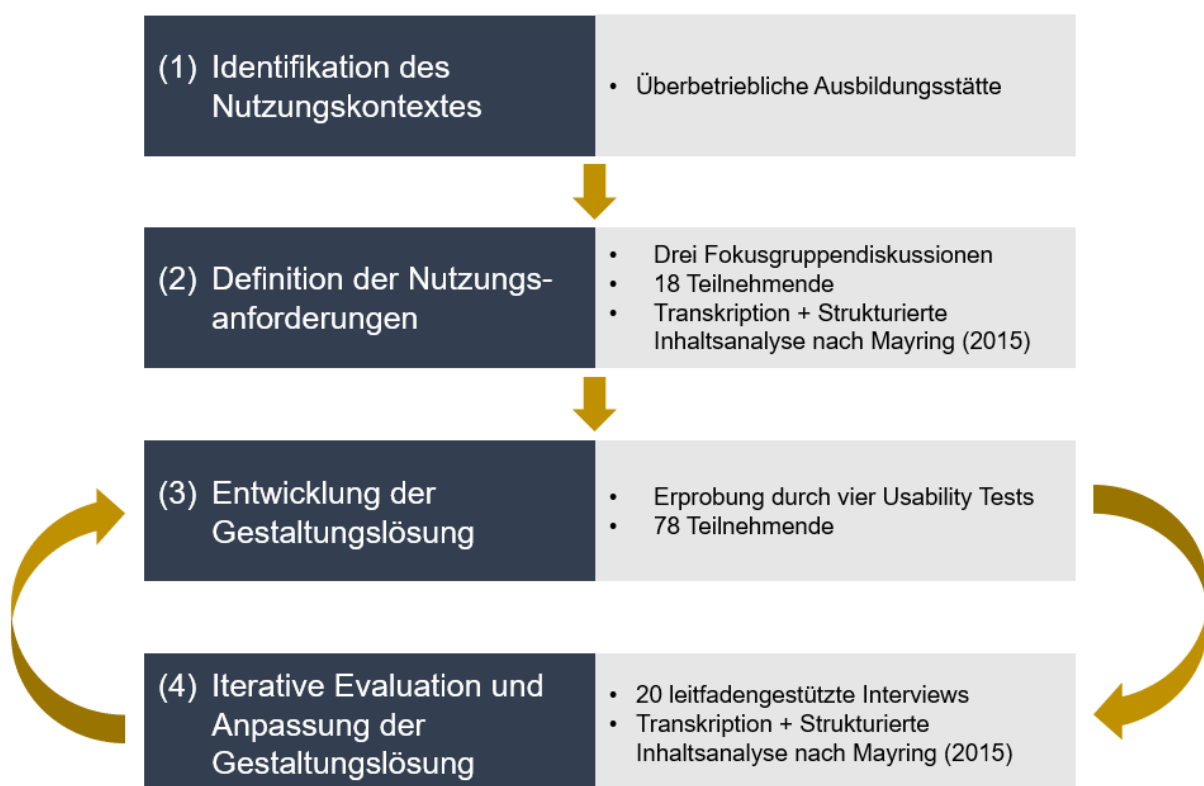 (1) Identifikation des
Nutzungskontextes
• Überbetriebliche Ausbildungsstätte
(2) Definition der Nutzungs-
anforderungen
• Drei Fokusgruppendiskussionen
• 18 Teilnehmende
• Transkription + Strukturierte
Inhaltsanalyse nach Mayring (2015)
(3) Entwicklung der
Gestaltungslösung
• Erprobung durch vier Usability Tests
• 78 Teilnehmende
(4) Iterative Evaluation und
Anpassung der
Gestaltungslösung
• 20 leitfadengestützte Interviews
• Transkription + Strukturierte
Inhaltsanalyse nach Mayring (2015)